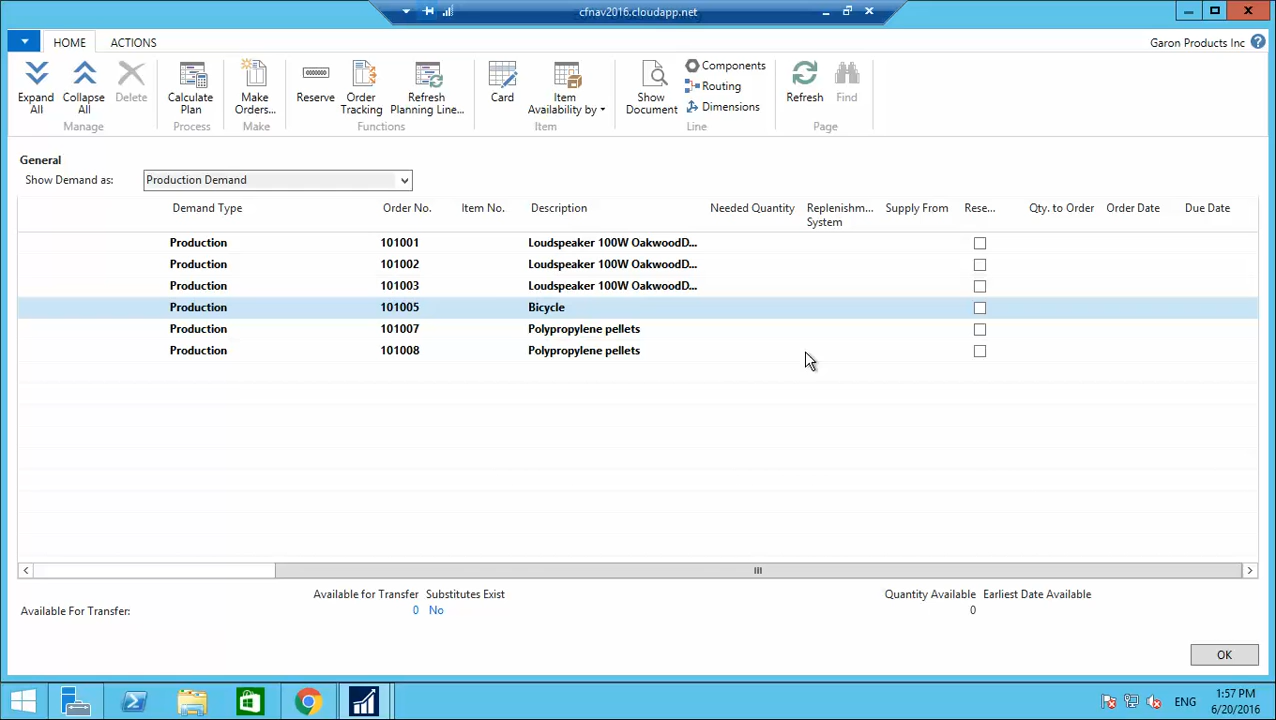 cfnav2016.cloudapp.net
HOME ACTIONS Garon Products Inc ?
Expand All
Collapse All
Delete
Manage
Calculate Plan
Process
Make Orders...
Make
Reserve
Order Tracking
Refresh Planning Line...
Functions
Card
Item Availability by
Item
Show Document
Components
Routing
Dimensions
Line
Refresh
Find
Page
General
Show Demand as: Production Demand
Demand Type Order No. Item No. Description Needed Quantity Replenishm... System Supply From Rese... Qty. to Order Order Date Due Date
Production 101001 Loudspeaker 100W OakwoodD...
Production 101002 Loudspeaker 100W OakwoodD...
Production 101003 Loudspeaker 100W OakwoodD...
Production 101005 Bicycle
Production 101007 Polypropylene pellets
Production 101008 Polypropylene pellets
Available for Transfer Substitutes Exist Quantity Available Earliest Date Available
Available For Transfer: 0 No 0
OK
ENG 1:57 PM
6/20/2016